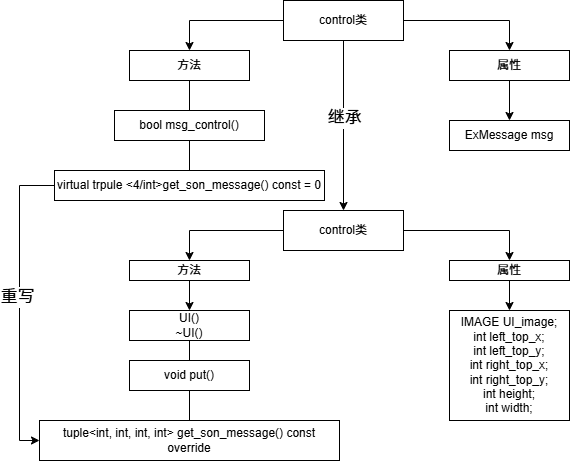 control类
方法
属性
bool msg_control()
继承
ExMessage msg
virtual trpule <4/int>get_son_message() const = 0
control类
方法
属性
重写
UI()
~UI()
IMAGE UI_image;
int left_top_x;
int left_top_y;
int right_top_x;
int right_top_y;
int height;
int width;
void put()
tuple<int, int, int, int> get_son_message() const
override